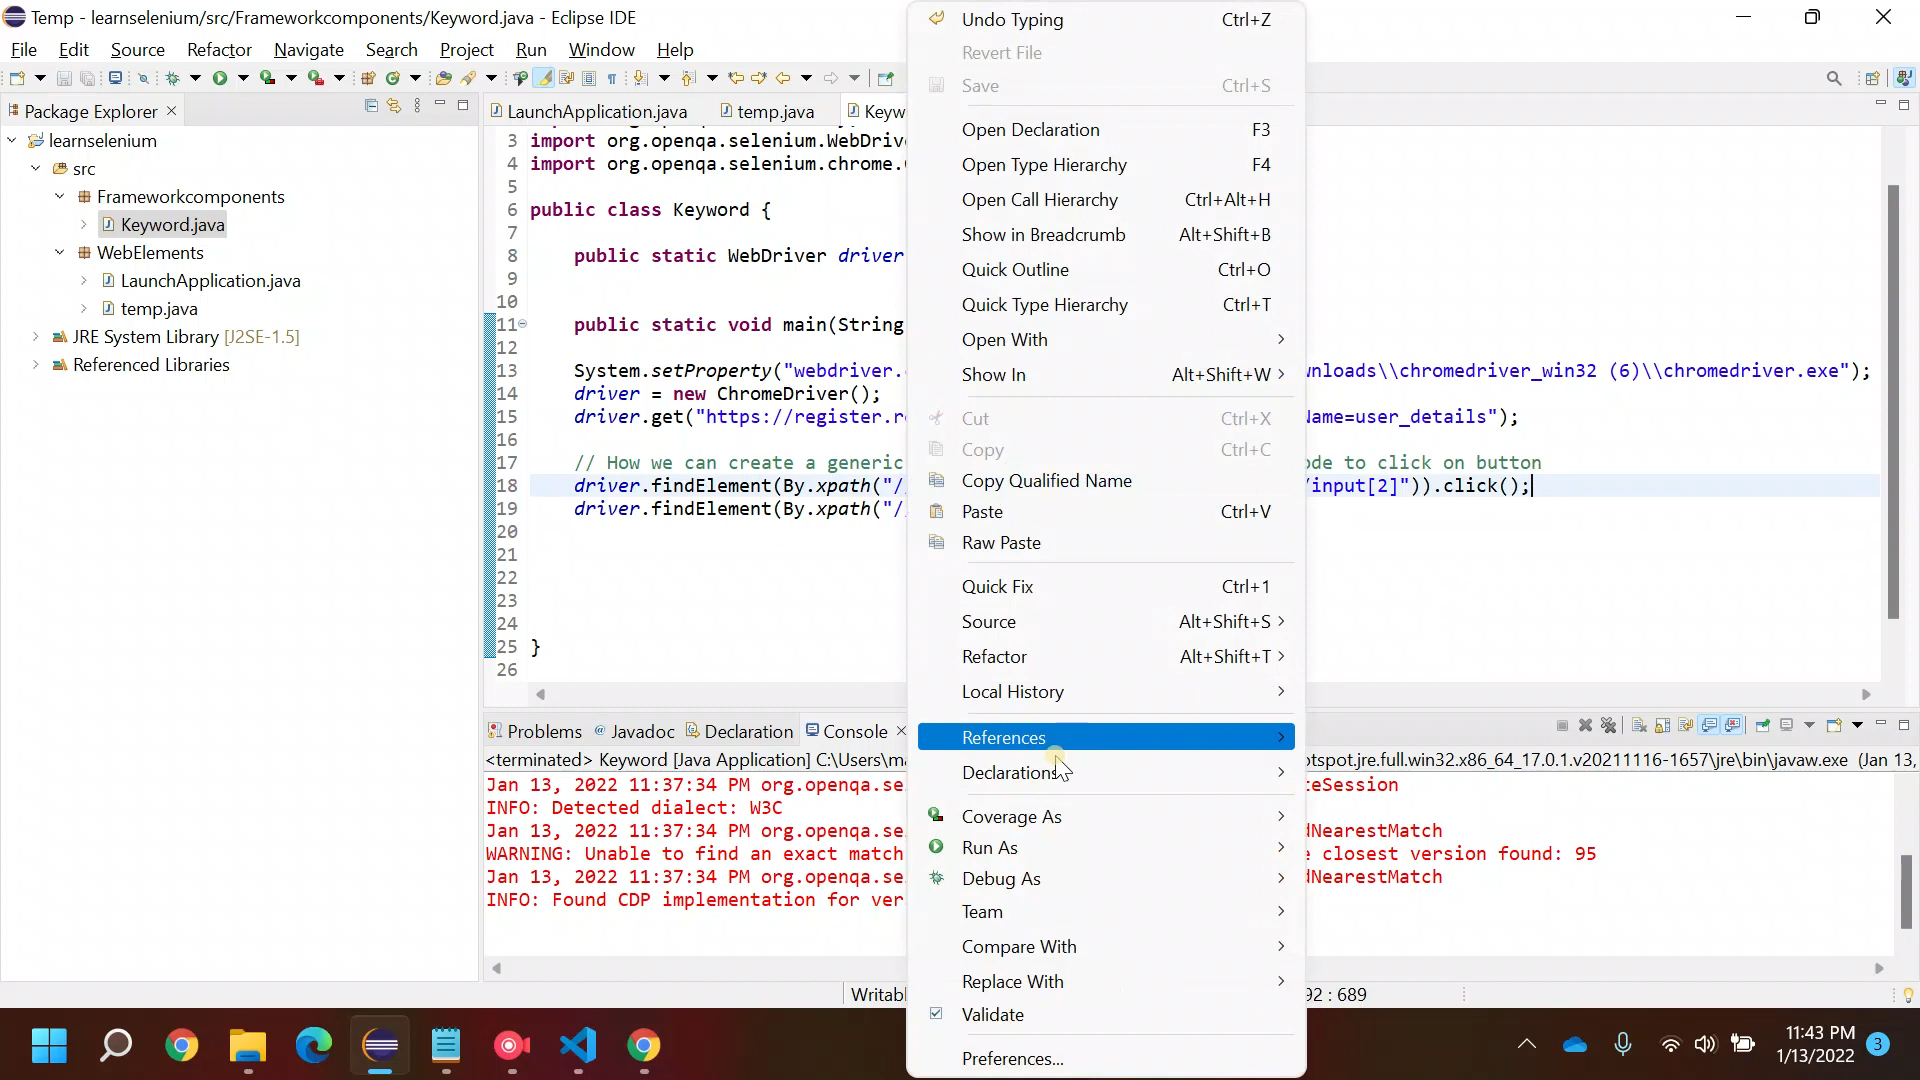 Temp - learnselenium/src/Frameworkcomponents/Keyword.java - Eclipse IDE
File Edit Source Refactor Navigate Search Project Run Window Help
Package Explorer
learnselenium
src
Frameworkcomponents
Keyword.java
WebElements
LaunchApplication.java
temp.java
JRE System Library [J2SE-1.5]
Referenced Libraries
LaunchApplication.java temp.java Keyw
3 import org.openqa.selenium.WebDriv
4 import org.openqa.selenium.chrome.
5
6 public class Keyword {
7
8 public static WebDriver driver
9
10
11 public static void main(String
12
13 System.setProperty("webdriver. wnloads\\chromedriver_win32 (6)\\chromedriver.exe");
14 driver = new ChromeDriver();
15 driver.get("https://register.r Name=user_details");
16
17 // How we can create a generic ode to click on button
18 driver.findElement(By.xpath("/ /input[2]")).click();
19 driver.findElement(By.xpath("/
20
21
22
23
24
25 }
26
Undo Typing Ctrl+Z
Revert File
Save Ctrl+S
Open Declaration F3
Open Type Hierarchy F4
Open Call Hierarchy Ctrl+Alt+H
Show in Breadcrumb Alt+Shift+B
Quick Outline Ctrl+O
Quick Type Hierarchy Ctrl+T
Open With
Show In Alt+Shift+W
Cut Ctrl+X
Copy Ctrl+C
Copy Qualified Name
Paste Ctrl+V
Raw Paste
Quick Fix Ctrl+1
Source Alt+Shift+S
Refactor Alt+Shift+T
Local History
References
Declarations
Coverage As
Run As
Debug As
Team
Compare With
Replace With
Validate
Preferences...
Problems Javadoc Declaration Console
<terminated> Keyword [Java Application] C:\Users\m otspot.jre.full.win32.x86_64_17.0.1.v20211116-1657\jre\bin\javaw.exe (Jan 13,
Jan 13, 2022 11:37:34 PM org.openqa.se eSession
INFO: Detected dialect: W3C
Jan 13, 2022 11:37:34 PM org.openqa.se dNearestMatch
WARNING: Unable to find an exact match e closest version found: 95
Jan 13, 2022 11:37:34 PM org.openqa.se dNearestMatch
INFO: Found CDP implementation for ver
Writab 92 : 689
11:43 PM
1/13/2022
3